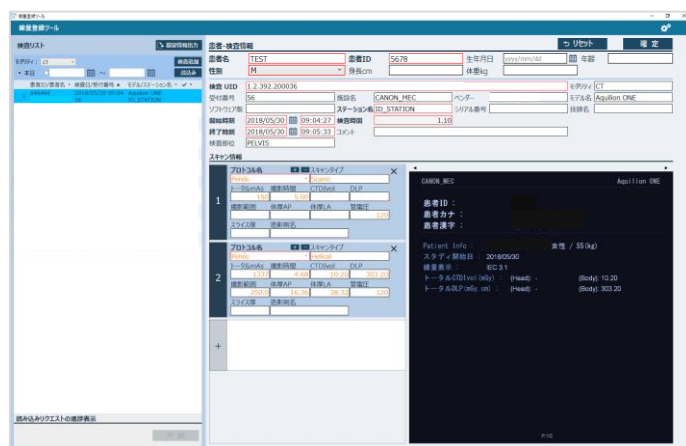 線量登録ツール
線量登録ツール
検査リスト
履歴情報出力
モダリティ: CT
検査追加
本日
～
読込み
患者ID/患者名 検査日/受付番号 モデル/ステーション名
2018/05/30 09:04 Aquilion ONE
56 ID_STATION
読み込みリクエストの進捗表示
患者・検査情報
リセット
確 定
患者名 TEST 患者ID 5678 生年月日 yyyy/mm/dd 年齢
性別 M 身長cm 体重kg
検査 UID 1.2.392.200036 モダリティ CT
受付番号 56 施設名 CANON_MEC ベンダー モデル名 Aquilion ONE
ソフトウェア版 ステーション名 ID_STATION シリアル番号 技師名
開始時刻 2018/05/30 09:04:27 検査時間 1.10
終了時刻 2018/05/30 09:05:33 コメント
検査部位 PELVIS
スキャン情報
1
プロトコル名 スキャンタイプ
Pelvis Scano
トータルmAs 撮影時間 CTDIvol DLP
150 5.00
撮影範囲 体厚AP 体厚LA 管電圧
120
スライス厚 造影剤名
2
プロトコル名 スキャンタイプ
Pelvis Helical
トータルmAs 撮影時間 CTDIvol DLP
1337 4.68 10.20 303.20
撮影範囲 体厚AP 体厚LA 管電圧
250.0 16.36 38.32 120
スライス厚 造影剤名
+
CANON_MEC Aquilion ONE
患者ID :
患者カナ :
患者漢字 :
Patient Info : 女性 / 55(kg)
スタディ開始日 : 2018/05/30
線量表示 : IEC 3.1
トータルCTDIvol(mGy) : (Head): - (Body): 10.20
トータルDLP(mGy.cm) : (Head): - (Body): 303.20